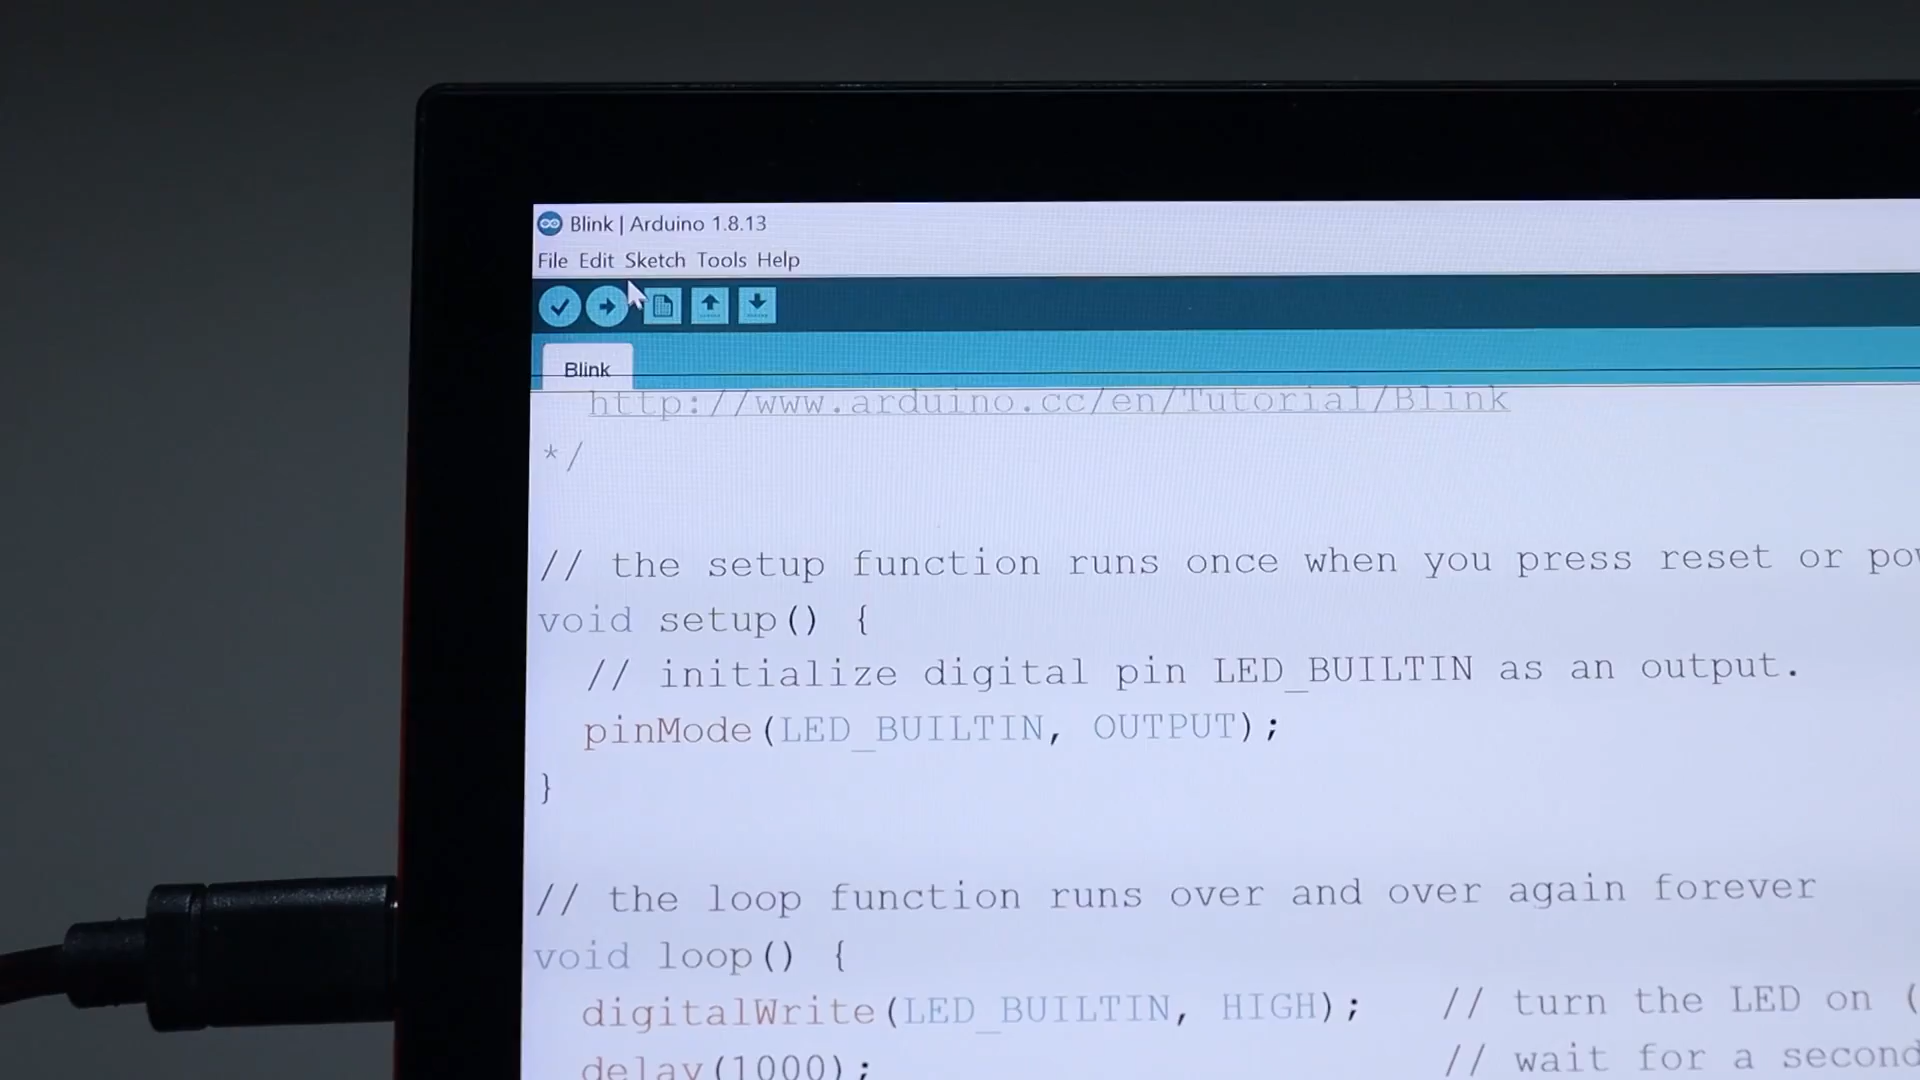 Blink | Arduino 1.8.13
File Edit Sketch Tools Help
Blink
http://www.arduino.cc/en/Tutorial/Blink
*/
// the setup function runs once when you press reset or po
void setup() {
// initialize digital pin LED_BUILTIN as an output.
pinMode(LED_BUILTIN, OUTPUT);
}
// the loop function runs over and over again forever
void loop() {
digitalWrite(LED_BUILTIN, HIGH); // turn the LED on (
delay(1000); // wait for a second